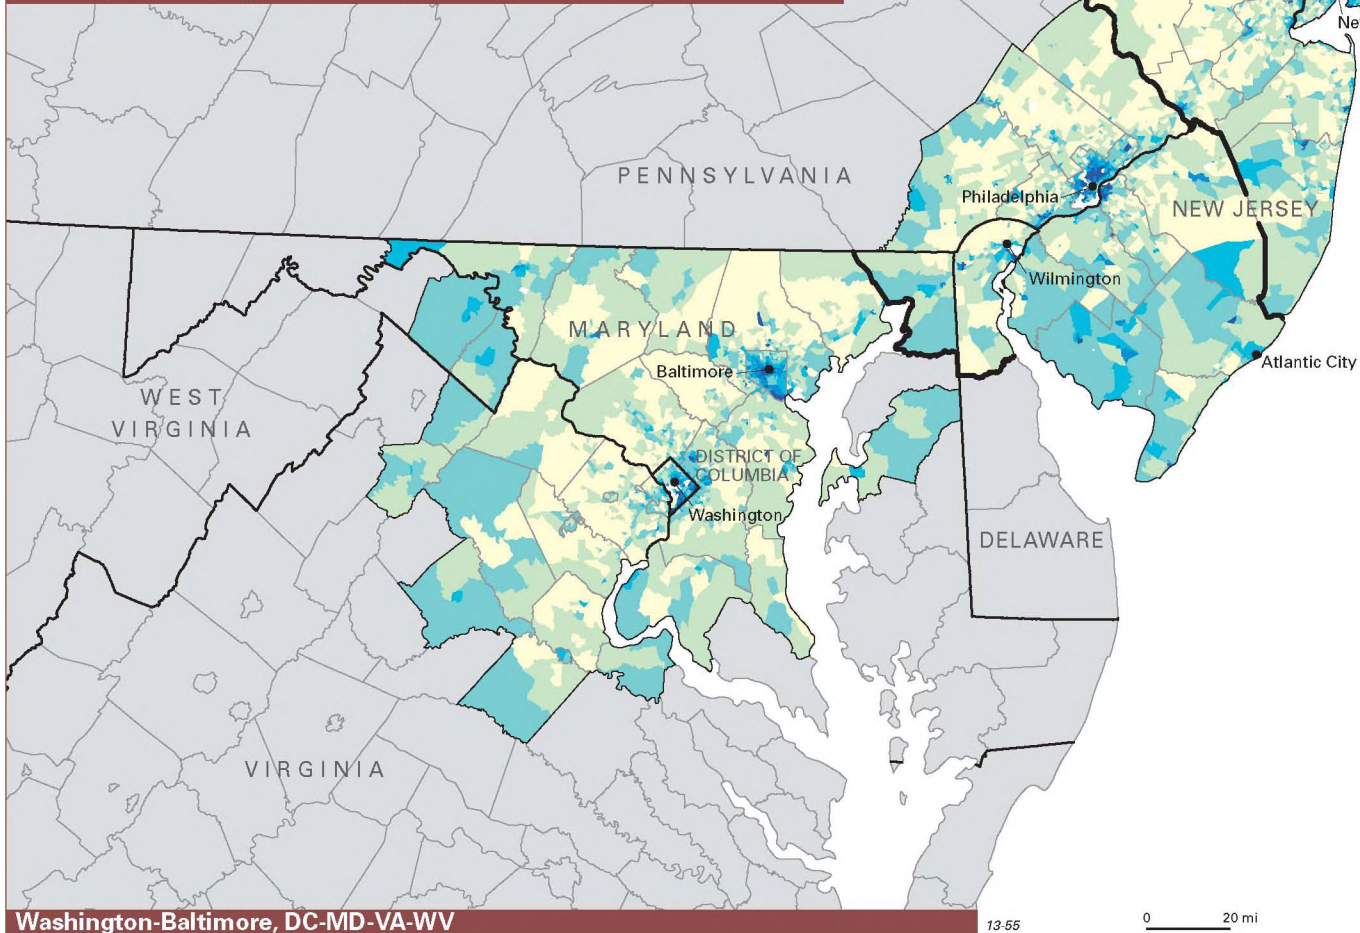 Ne
PENNSYLVANIA
Philadelphia
NEW JERSEY
Wilmington
MARYLAND
Baltimore
Atlantic City
WEST
VIRGINIA
DISTRICT OF
COLUMBIA
Washington
DELAWARE
VIRGINIA
Washington-Baltimore, DC-MD-VA-WV
13-55
0 20 mi